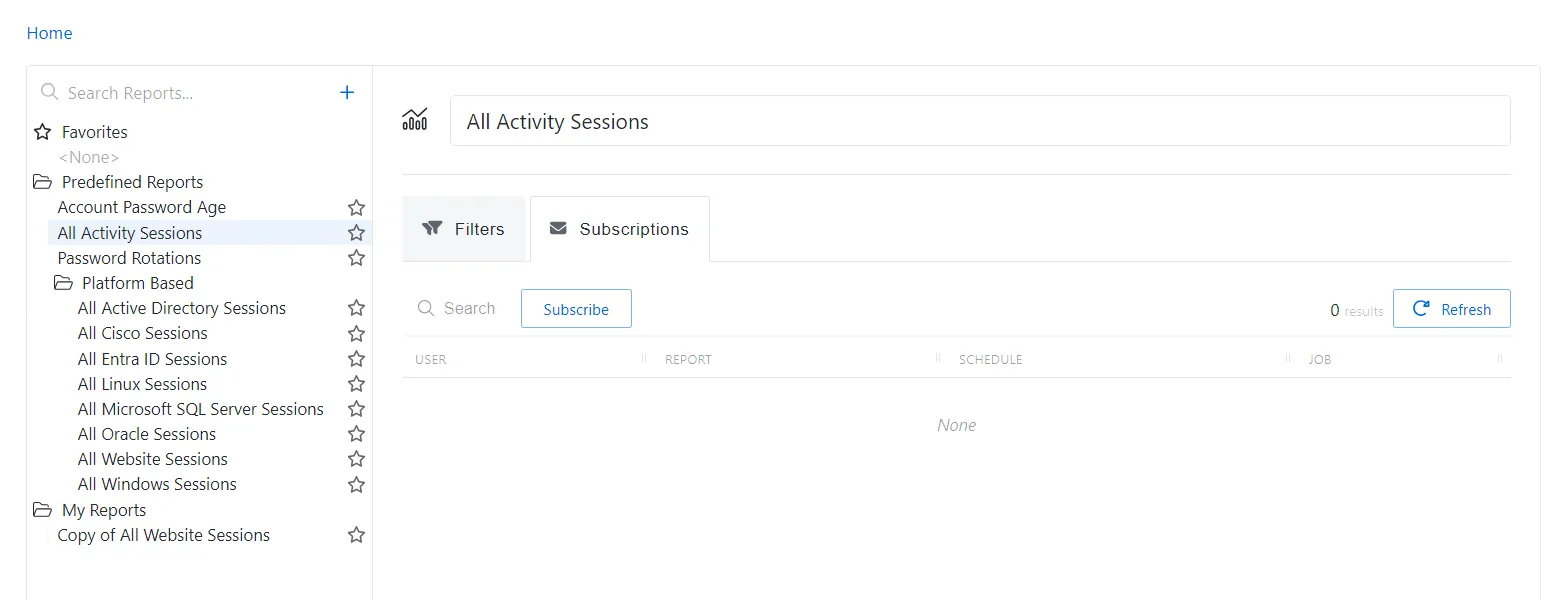 Home
Search Reports...
Favorites
<None>
Predefined Reports
Account Password Age
All Activity Sessions
Password Rotations
Platform Based
All Active Directory Sessions
All Cisco Sessions
All Entra ID Sessions
All Linux Sessions
All Microsoft SQL Server Sessions
All Oracle Sessions
All Website Sessions
All Windows Sessions
My Reports
Copy of All Website Sessions
All Activity Sessions
Filters
Subscriptions
Search
Subscribe
0 results
Refresh
USER REPORT SCHEDULE JOB
None